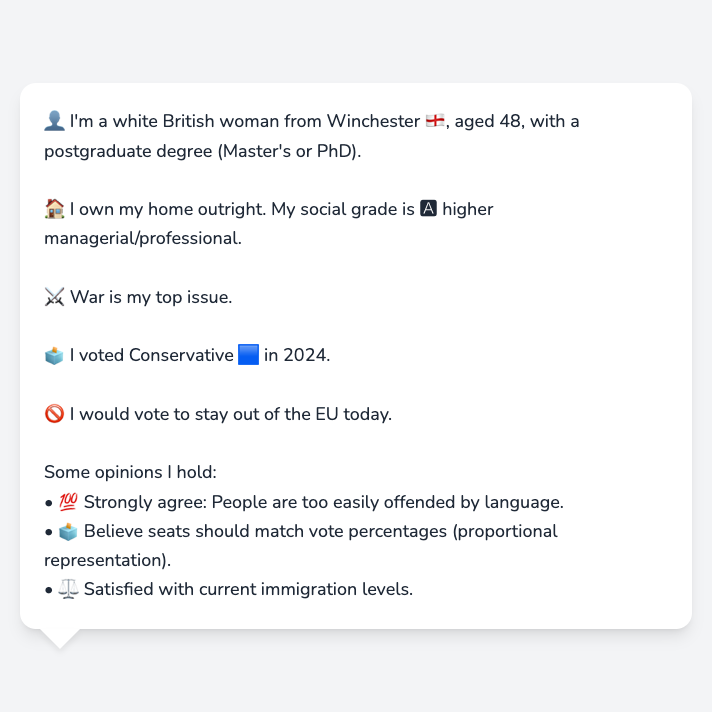 👤 I'm a white British woman from Winchester 🏴󠁧󠁢󠁥󠁮󠁧󠁿, aged 48, with a
postgraduate degree (Master's or PhD).
🏠 I own my home outright. My social grade is 🅰 higher
managerial/professional.
⚔️ War is my top issue.
🗳️ I voted Conservative 🟦 in 2024.
🚫 I would vote to stay out of the EU today.
Some opinions I hold:
• 💯 Strongly agree: People are too easily offended by language.
• 🗳️ Believe seats should match vote percentages (proportional
representation).
• ⚖️ Satisfied with current immigration levels.